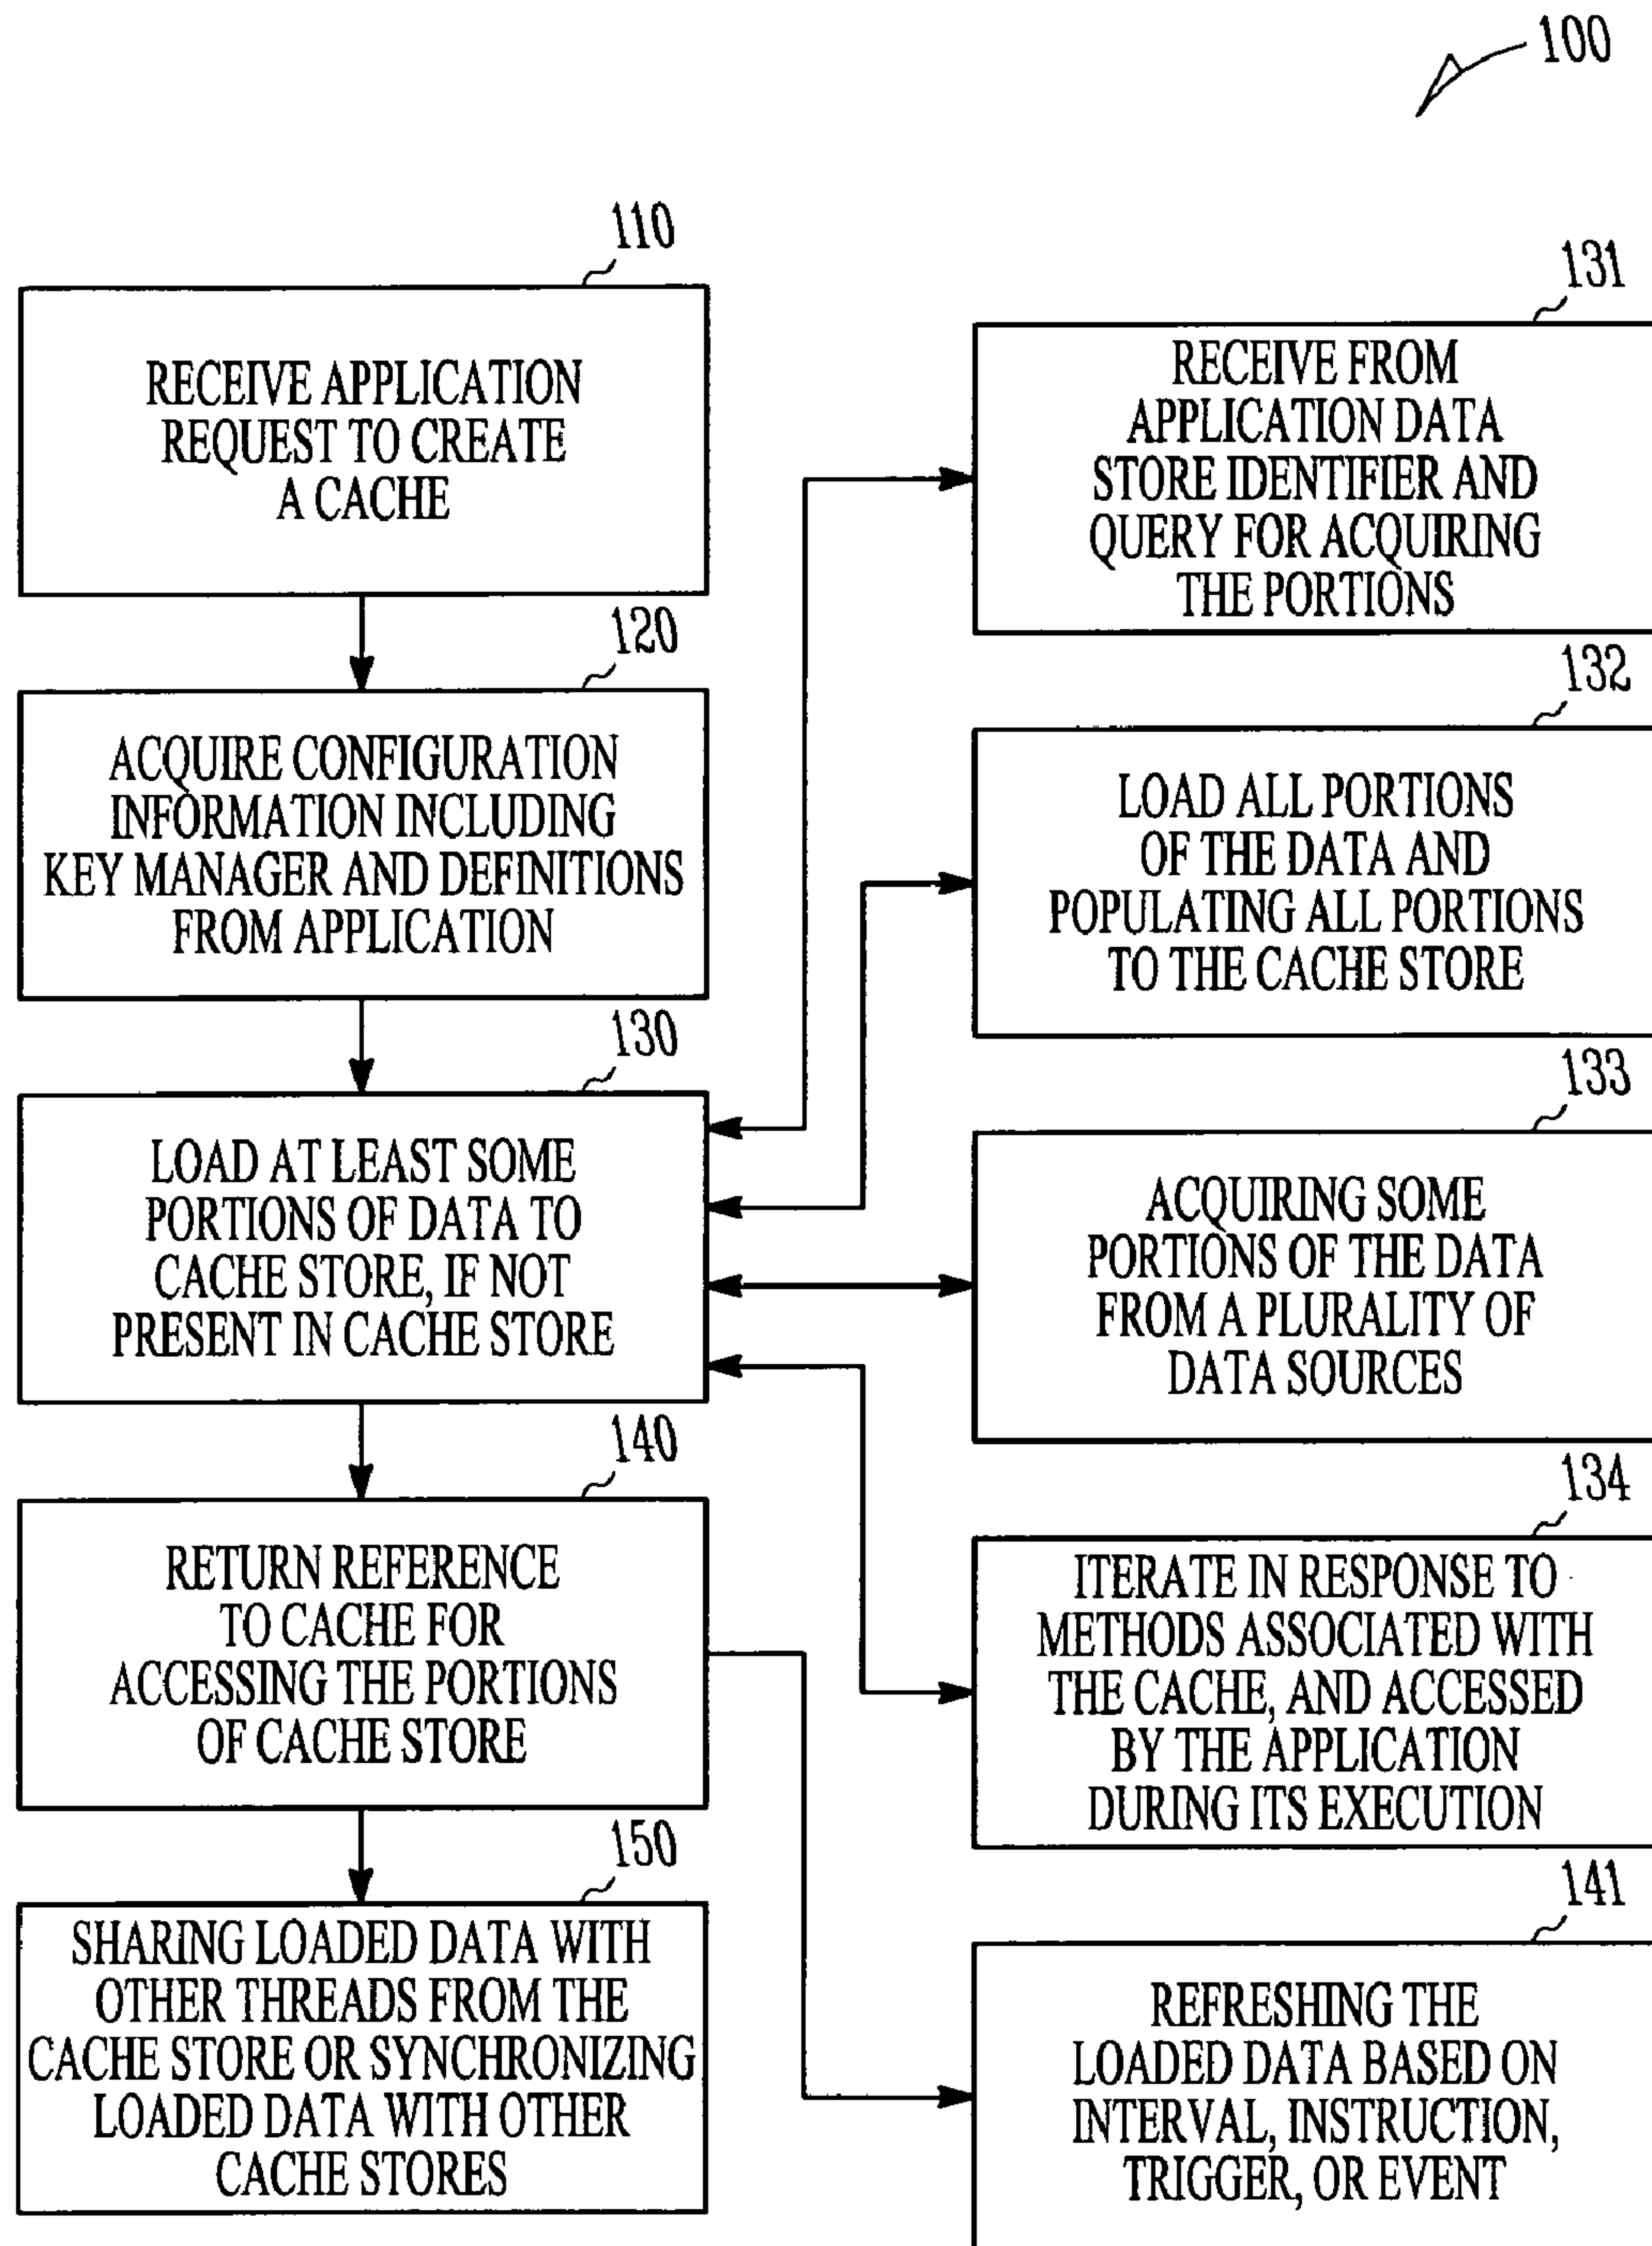 100
110
RECEIVE APPLICATION
REQUEST TO CREATE
A CACHE
120
ACQUIRE CONFIGURATION
INFORMATION INCLUDING
KEY MANAGER AND DEFINITIONS
FROM APPLICATION
130
LOAD AT LEAST SOME
PORTIONS OF DATA TO
CACHE STORE, IF NOT
PRESENT IN CACHE STORE
140
RETURN REFERENCE
TO CACHE FOR
ACCESSING THE PORTIONS
OF CACHE STORE
150
SHARING LOADED DATA WITH
OTHER THREADS FROM THE
CACHE STORE OR SYNCHRONIZING
LOADED DATA WITH OTHER
CACHE STORES
131
RECEIVE FROM
APPLICATION DATA
STORE IDENTIFIER AND
QUERY FOR ACQUIRING
THE PORTIONS
132
LOAD ALL PORTIONS
OF THE DATA AND
POPULATING ALL PORTIONS
TO THE CACHE STORE
133
ACQUIRING SOME
PORTIONS OF THE DATA
FROM A PLURALITY OF
DATA SOURCES
134
ITERATE IN RESPONSE TO
METHODS ASSOCIATED WITH
THE CACHE, AND ACCESSED
BY THE APPLICATION
DURING ITS EXECUTION
141
REFRESHING THE
LOADED DATA BASED ON
INTERVAL, INSTRUCTION,
TRIGGER, OR EVENT